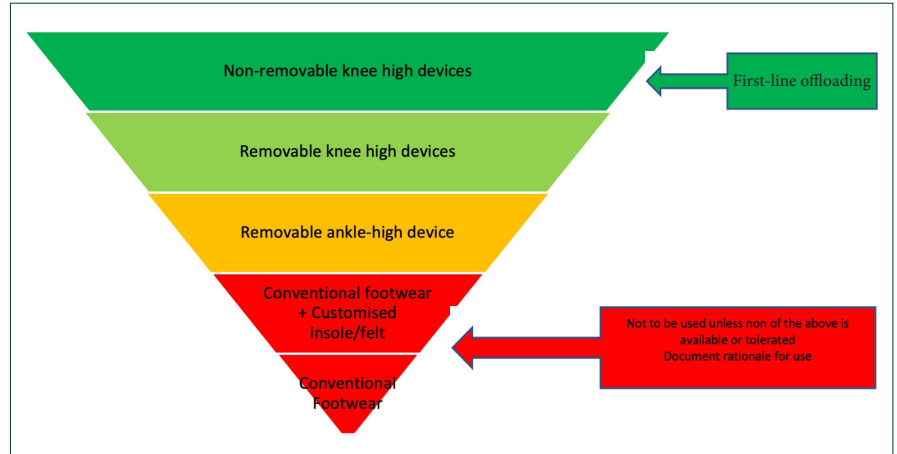 Non-removable knee high devices
First-line offloading
Removable knee high devices
Removable ankle-high device
Conventional footwear
+ Customised
insole/felt
Not to be used unless non of the above is
available or tolerated
Document rationale for use
Conventional
Footwear